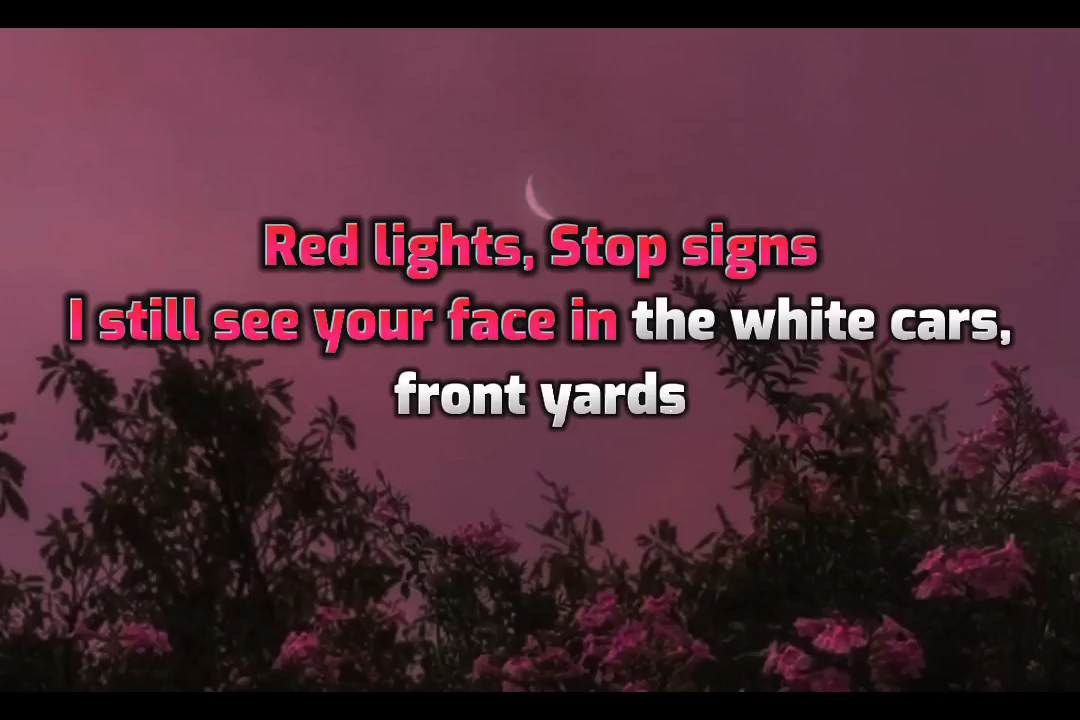 Red lights, Stop signs
I still see your face in the white cars,
front yards